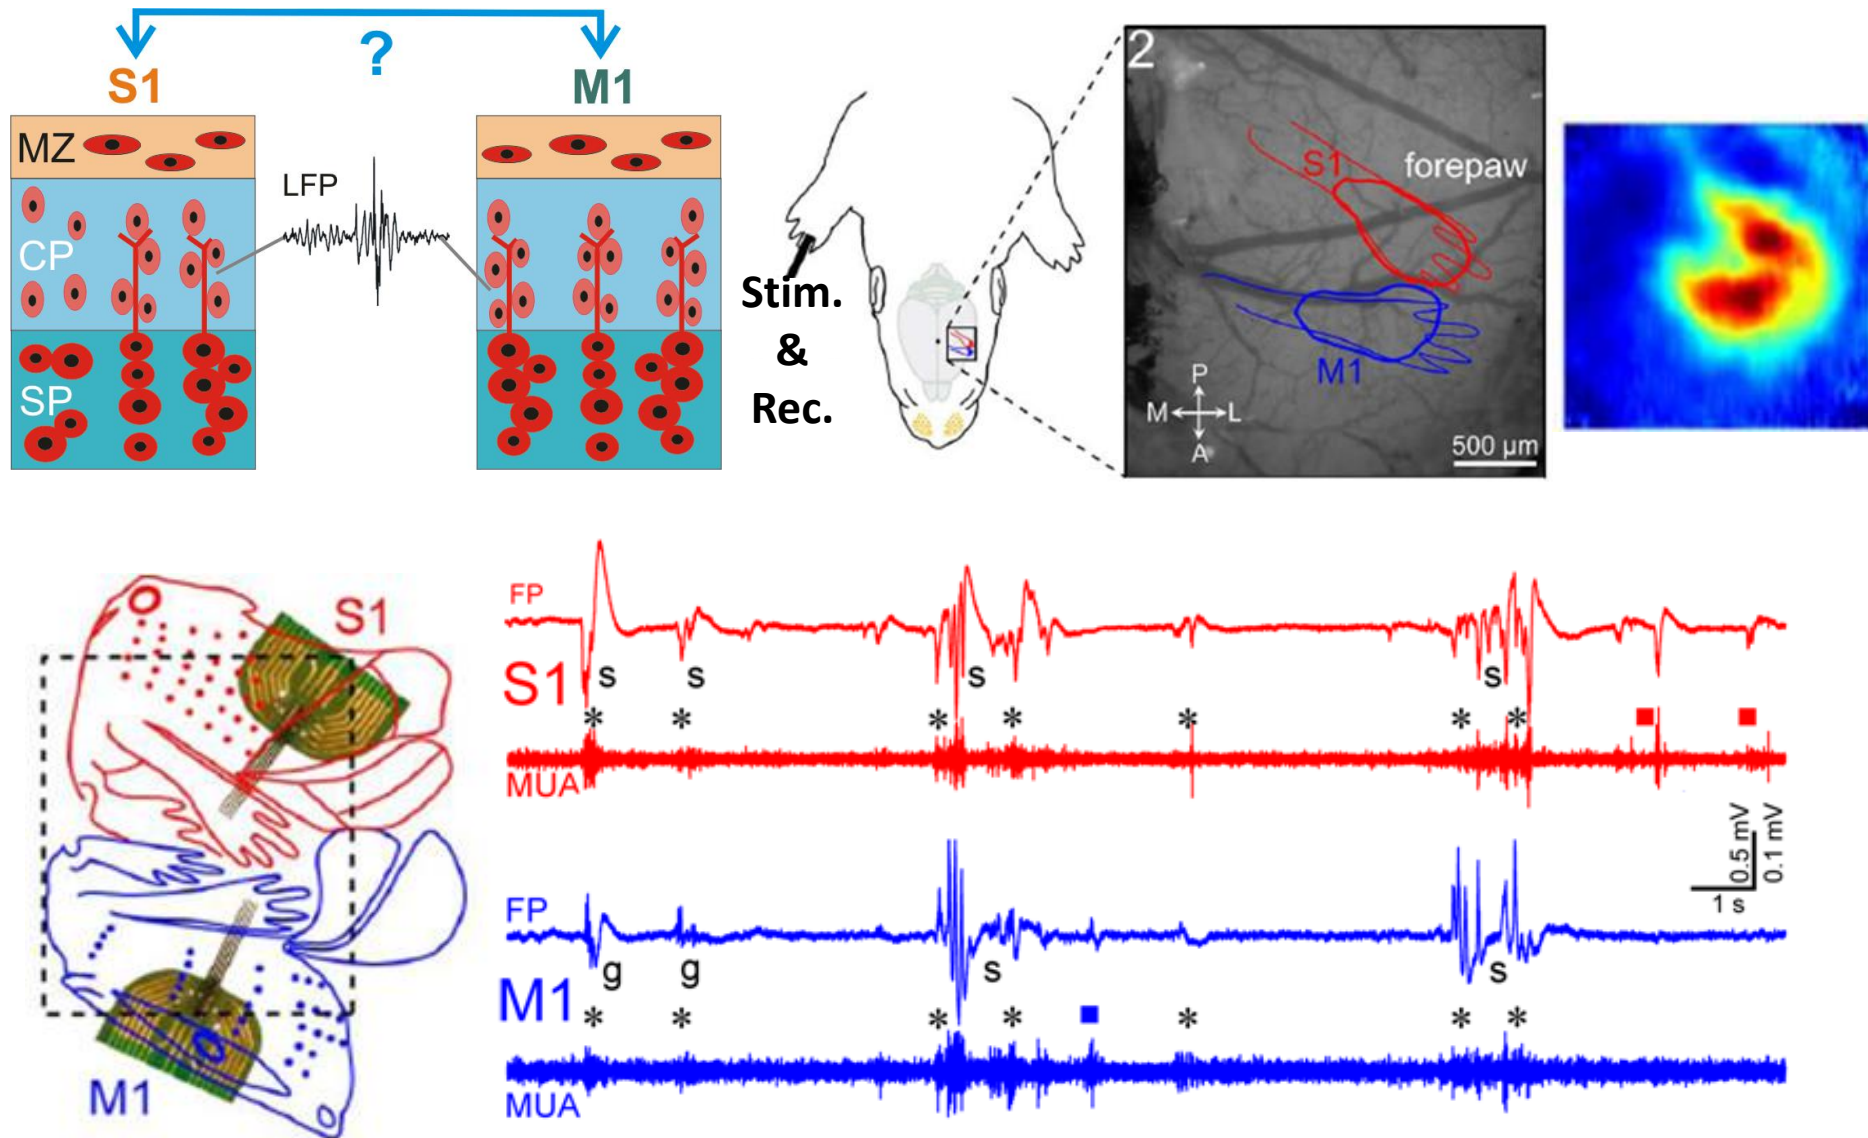 ?
S1
M1
MZ
LFP
CP
SP
Stim.
&
Rec.
2
S1
forepaw
M1
P
M L
A
500 µm
S1
M1
FP
s s s s
S1
* * * * * * *
MUA
0.5 mV
0.1 mV
1 s
FP
g g s s
M1
* * * * * * *
MUA